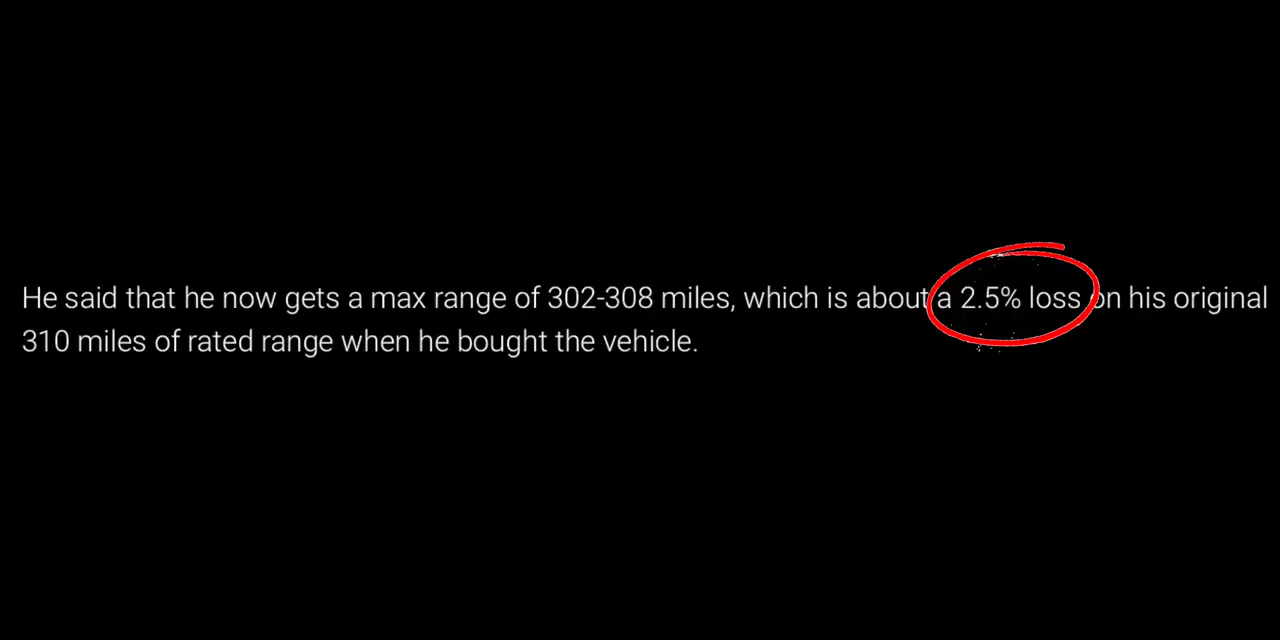 He said that he now gets a max range of 302-308 miles, which is about a 2.5% loss on his original
310 miles of rated range when he bought the vehicle.